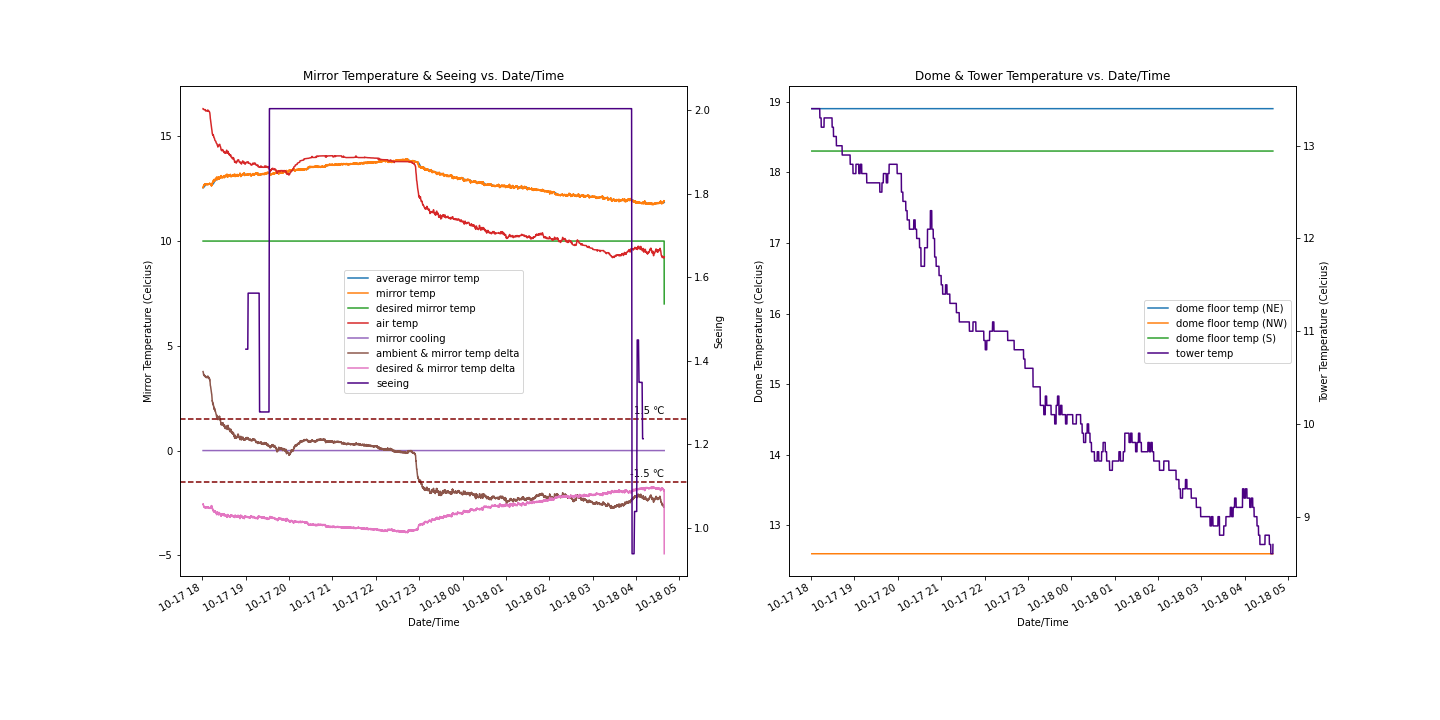 Mirror Temperature & Seeing vs. Date/Time
Mirror Temperature (Celcius)
15
10
5
0
−5
2.0
1.8
1.6
1.4
1.2
1.0
Seeing
average mirror temp
mirror temp
desired mirror temp
air temp
mirror cooling
ambient & mirror temp delta
desired & mirror temp delta
seeing
1.5 °C
-1.5 °C
10-17 18
10-17 19
10-17 20
10-17 21
10-17 22
10-17 23
10-18 00
10-18 01
10-18 02
10-18 03
10-18 04
10-18 05
Date/Time
Dome & Tower Temperature vs. Date/Time
Dome Temperature (Celcius)
19
18
17
16
15
14
13
13
12
11
10
9
Tower Temperature (Celcius)
dome floor temp (NE)
dome floor temp (NW)
dome floor temp (S)
tower temp
10-17 18
10-17 19
10-17 20
10-17 21
10-17 22
10-17 23
10-18 00
10-18 01
10-18 02
10-18 03
10-18 04
10-18 05
Date/Time